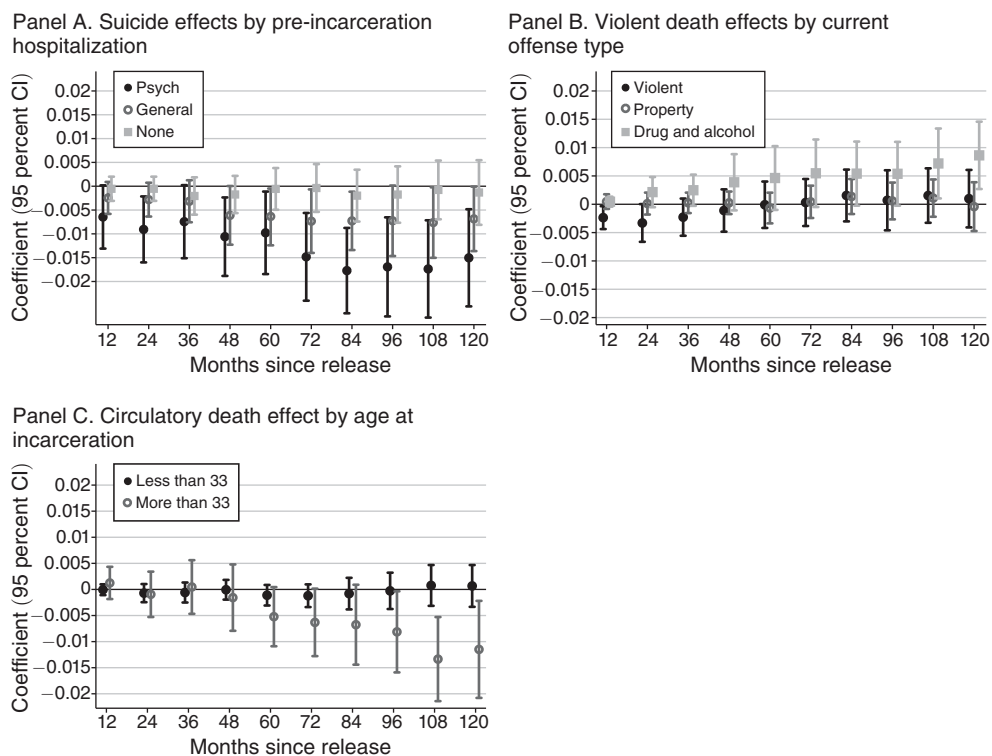 Panel A. Suicide effects by pre-incarceration
hospitalization
Coefficient (95 percent CI)
0.02
0.015
0.01
0.005
0
−0.005
−0.01
−0.015
−0.02
Psych
General
None
12 24 36 48 60 72 84 96 108 120
Months since release
Panel B. Violent death effects by current
offense type
Coefficient (95 percent CI)
0.02
0.015
0.01
0.005
0
−0.005
−0.01
−0.015
−0.02
Violent
Property
Drug and alcohol
12 24 36 48 60 72 84 96 108 120
Months since release
Panel C. Circulatory death effect by age at
incarceration
Coefficient (95 percent CI)
0.02
0.015
0.01
0.005
0
−0.005
−0.01
−0.015
−0.02
Less than 33
More than 33
12 24 36 48 60 72 84 96 108 120
Months since release